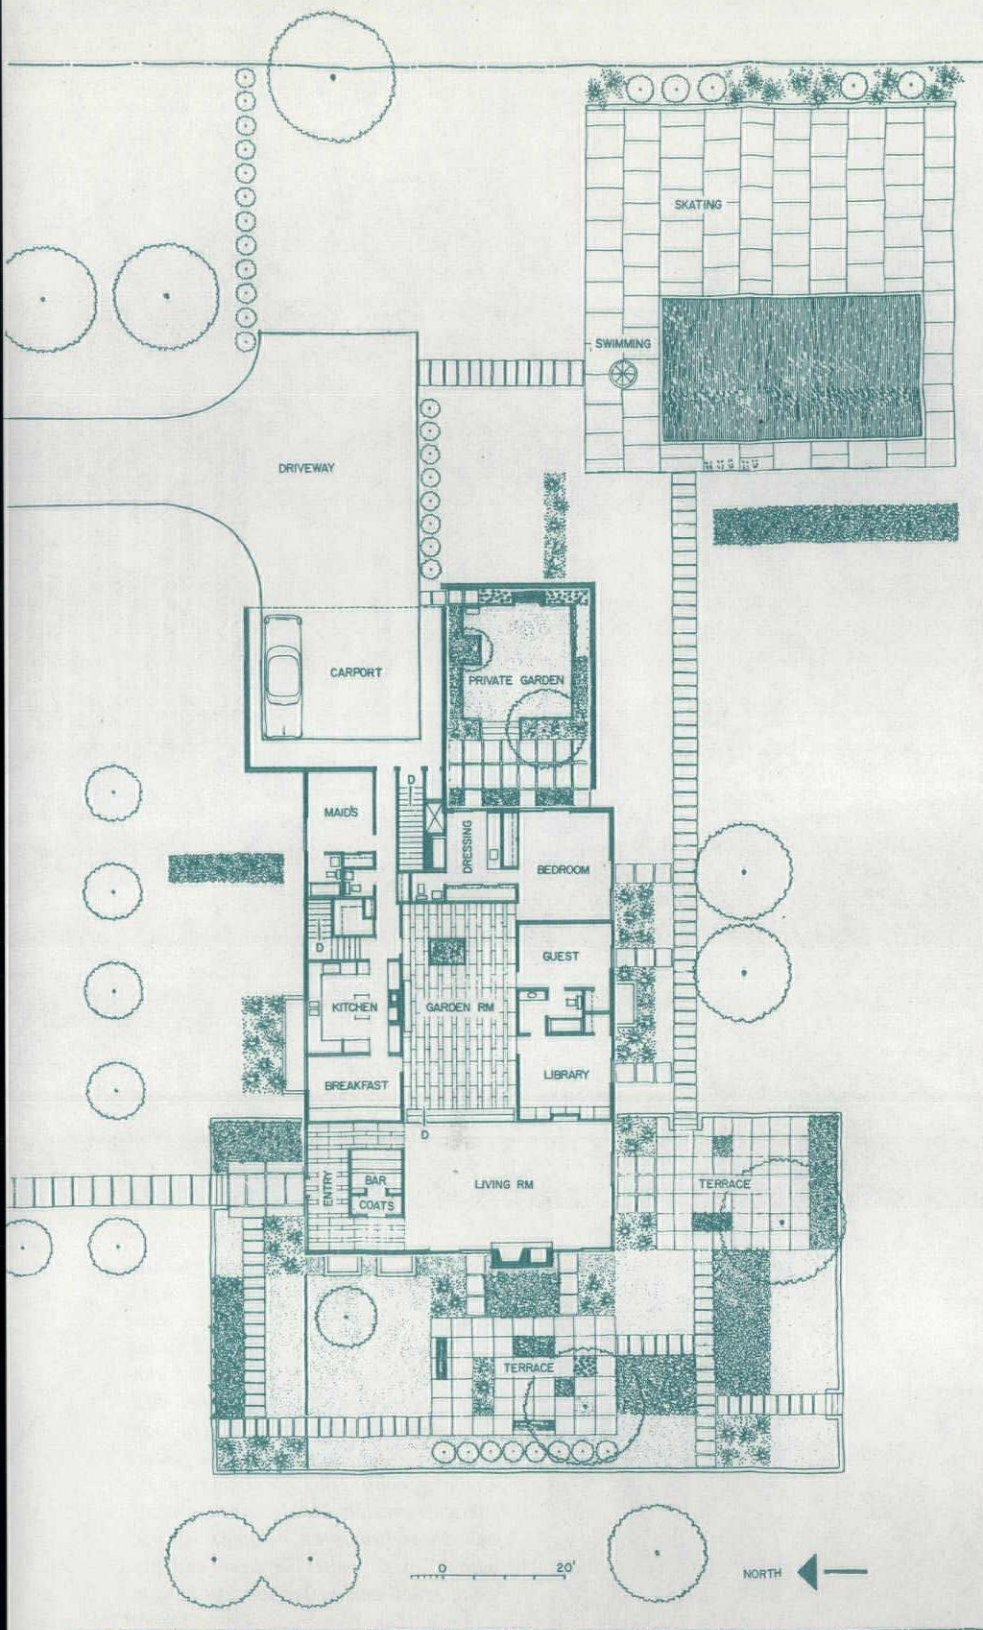 SKATING
SWIMMING
DRIVEWAY
CARPORT
PRIVATE GARDEN
D
MAID'S
DRESSING
BEDROOM
D
GUEST
KITCHEN
GARDEN RM
LIBRARY
BREAKFAST
D
ENTRY
BAR
COATS
LIVING RM
TERRACE
TERRACE
0 20'
NORTH